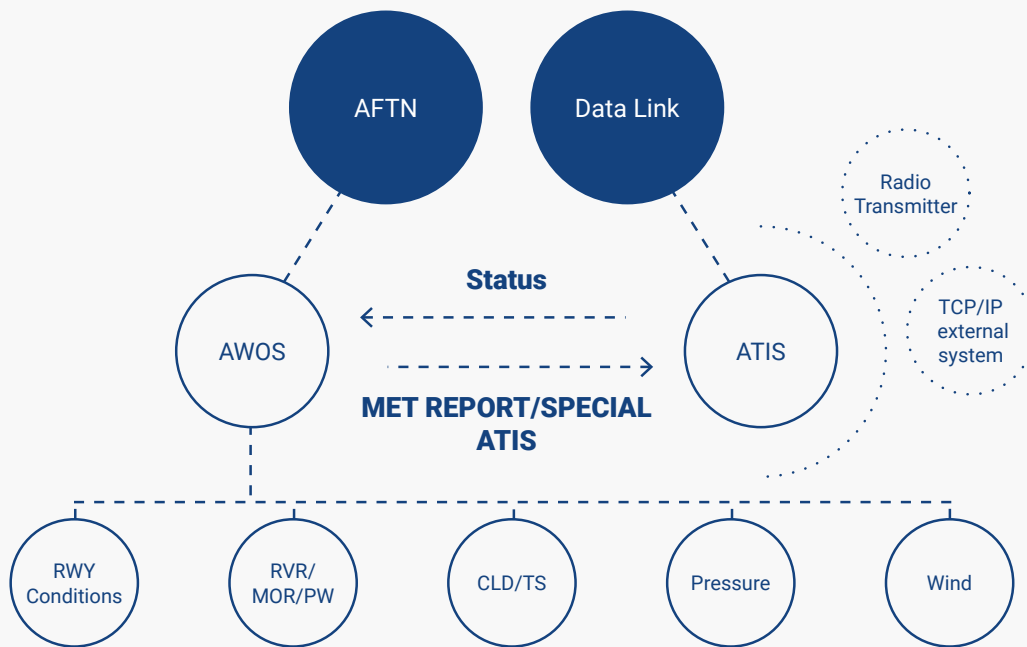 AFTN
Data Link
Radio
Transmitter
Status
TCP/IP
external
system
AWOS
ATIS
MET REPORT/SPECIAL
ATIS
RWY
Conditions
RVR/
MOR/PW
CLD/TS
Pressure
Wind